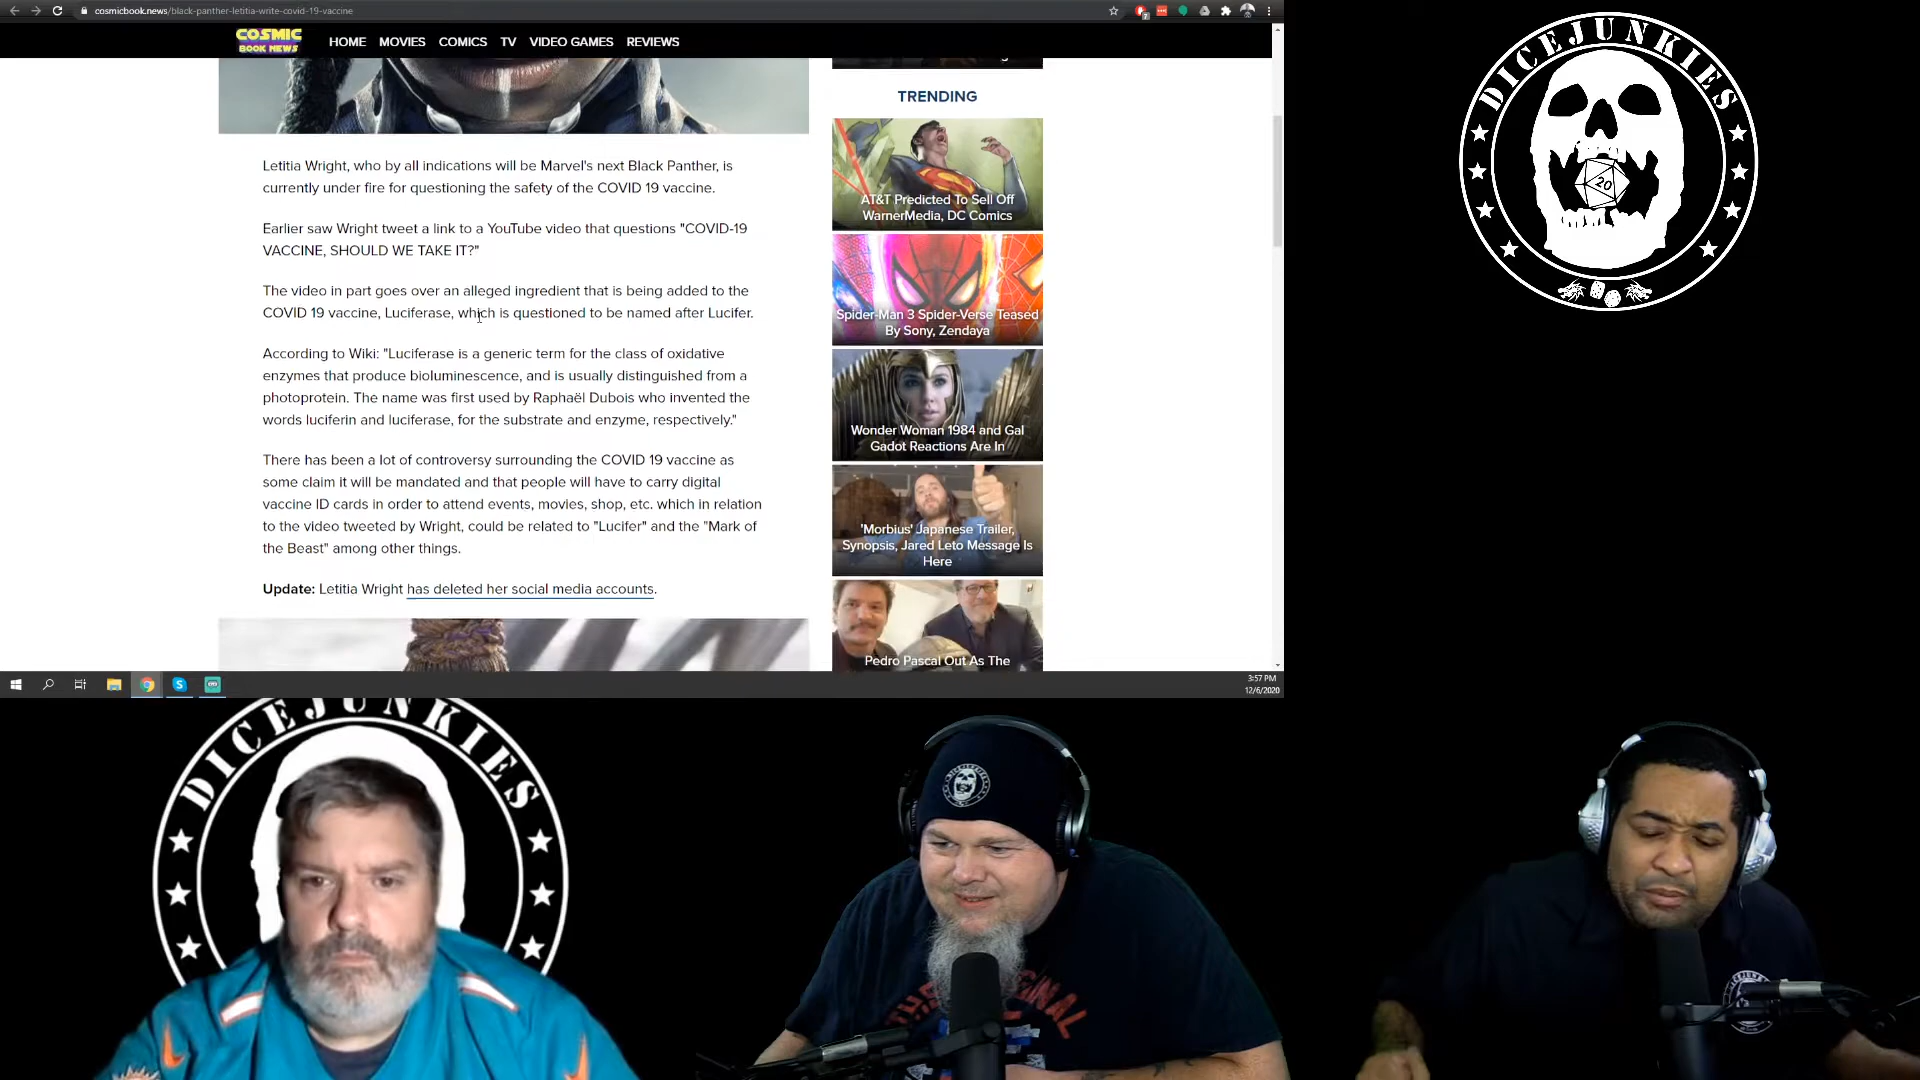 cosmicbook.news/black-panther-letitia-write-covid-19-vaccine
COSMIC
BOOK NEWS
HOME MOVIES COMICS TV VIDEO GAMES REVIEWS
Letitia Wright, who by all indications will be Marvel's next Black Panther, is
currently under fire for questioning the safety of the COVID 19 vaccine.
Earlier saw Wright tweet a link to a YouTube video that questions "COVID-19
VACCINE, SHOULD WE TAKE IT?"
The video in part goes over an alleged ingredient that is being added to the
COVID 19 vaccine, Luciferase, which is questioned to be named after Lucifer.
According to Wiki: "Luciferase is a generic term for the class of oxidative
enzymes that produce bioluminescence, and is usually distinguished from a
photoprotein. The name was first used by Raphaël Dubois who invented the
words luciferin and luciferase, for the substrate and enzyme, respectively."
There has been a lot of controversy surrounding the COVID 19 vaccine as
some claim it will be mandated and that people will have to carry digital
vaccine ID cards in order to attend events, movies, shop, etc. which in relation
to the video tweeted by Wright, could be related to "Lucifer" and the "Mark of
the Beast" among other things.
Update: Letitia Wright has deleted her social media accounts.
TRENDING
AT&T Predicted To Sell Off
WarnerMedia, DC Comics
Spider-Man 3 Spider-Verse Teased
By Sony, Zendaya
Wonder Woman 1984 and Gal
Gadot Reactions Are In
'Morbius' Japanese Trailer,
Synopsis, Jared Leto Message Is
Here
Pedro Pascal Out As The
3:57 PM
12/6/2020
DICEJUNKIES
20
DICEJUNKIES